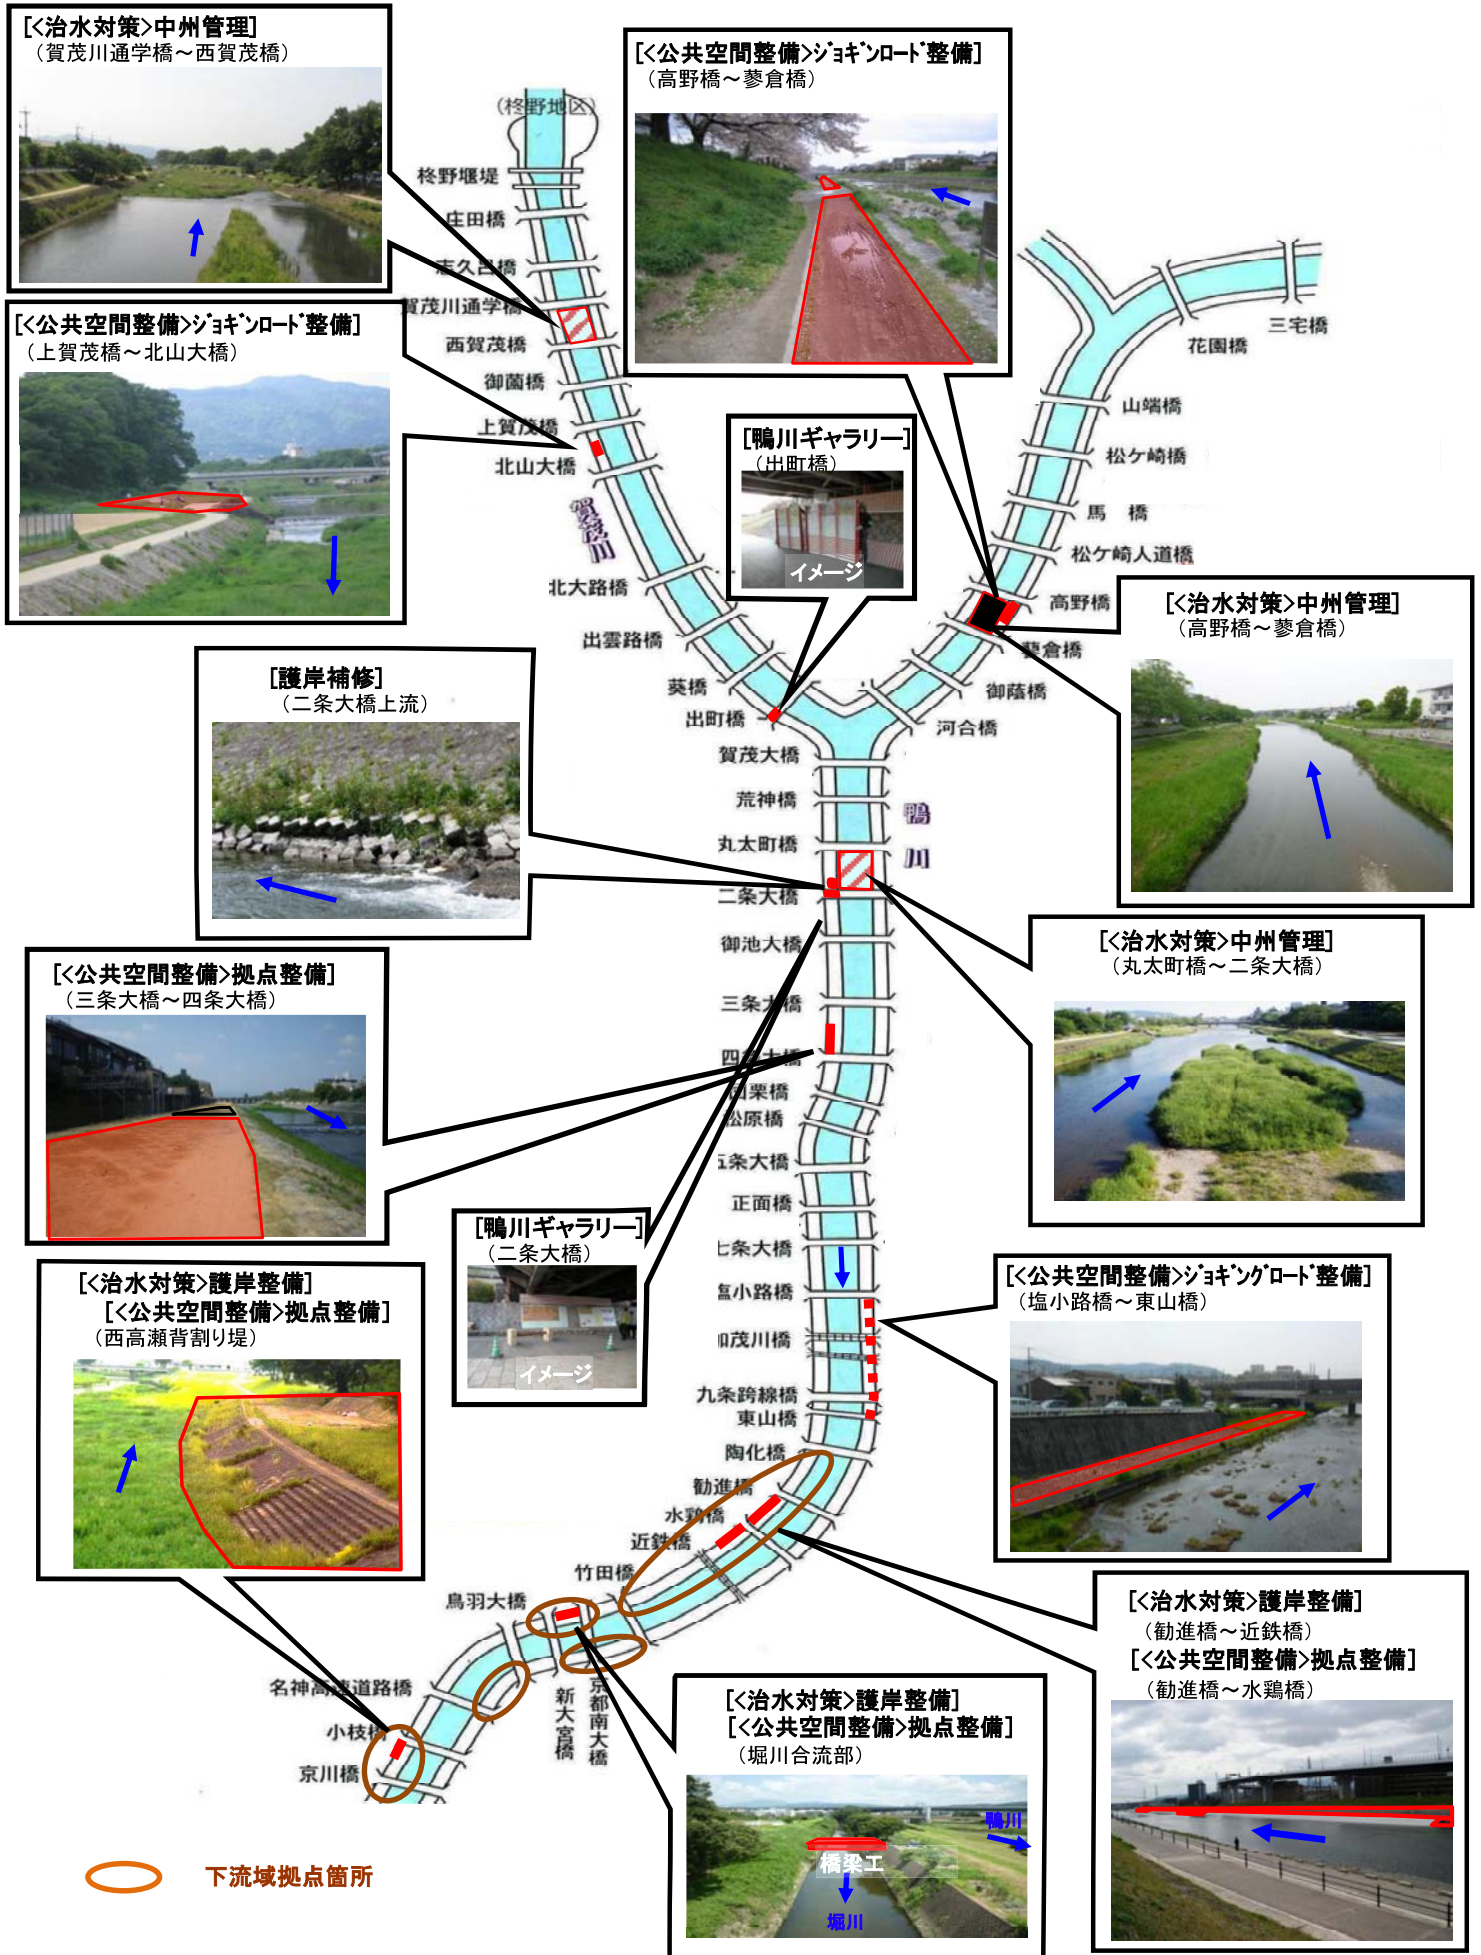 [<治水対策>中州管理]
（賀茂川通学橋～西賀茂橋）
[<公共空間整備>ｼﾞｮｷﾞﾝﾛｰﾄﾞ整備]
（高野橋～蓼倉橋）
（柊野地区）
柊野堰堤
庄田橋
志久呂橋
賀茂川通学橋
西賀茂橋
御薗橋
上賀茂橋
北山大橋
賀茂川
北大路橋
出雲路橋
葵橋
出町橋
[<公共空間整備>ｼﾞｮｷﾞﾝﾛｰﾄﾞ整備]
（上賀茂橋～北山大橋）
三宅橋
花園橋
山端橋
松ケ崎橋
馬　橋
松ケ崎人道橋
高野橋
蓼倉橋
御蔭橋
河合橋
[鴨川ギャラリー]
（出町橋）
イメージ
[<治水対策>中州管理]
（高野橋～蓼倉橋）
[護岸補修]
（二条大橋上流）
賀茂大橋
荒神橋
丸太町橋
二条大橋
御池大橋
三条大橋
四条大橋
団栗橋
松原橋
五条大橋
正面橋
七条大橋
塩小路橋
加茂川橋
九条跨線橋
東山橋
陶化橋
勧進橋
水鶏橋
近鉄橋
竹田橋
鳥羽大橋
京都南大橋
新大宮橋
名神高速道路橋
小枝橋
京川橋
鴨
川
[<治水対策>中州管理]
（丸太町橋～二条大橋）
[<公共空間整備>拠点整備]
（三条大橋～四条大橋）
[鴨川ギャラリー]
（二条大橋）
イメージ
[<治水対策>護岸整備]
[<公共空間整備>拠点整備]
（西高瀬背割り堤）
[<公共空間整備>ｼﾞｮｷﾞﾝｸﾞﾛｰﾄﾞ整備]
（塩小路橋～東山橋）
[<治水対策>護岸整備]
（勧進橋～近鉄橋）
[<公共空間整備>拠点整備]
（勧進橋～水鶏橋）
[<治水対策>護岸整備]
[<公共空間整備>拠点整備]
（堀川合流部）
鴨川
橋梁工
堀川
下流域拠点箇所